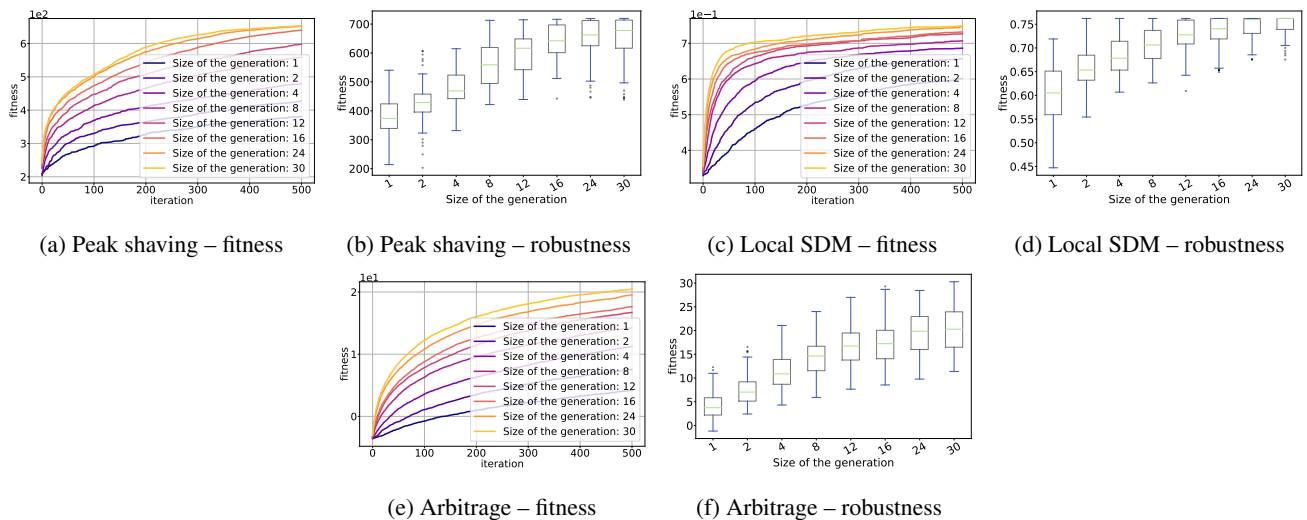 1e2
6
5
4
3
2
fitness
Size of the generation: 1
Size of the generation: 2
Size of the generation: 4
Size of the generation: 8
Size of the generation: 12
Size of the generation: 16
Size of the generation: 24
Size of the generation: 30
0 100 200 300 400 500
iteration
700
600
500
400
300
200
fitness
1 2 4 8 12 16 24 30
Size of the generation
1e−1
7
6
5
4
fitness
Size of the generation: 1
Size of the generation: 2
Size of the generation: 4
Size of the generation: 8
Size of the generation: 12
Size of the generation: 16
Size of the generation: 24
Size of the generation: 30
0 100 200 300 400 500
iteration
0.75
0.70
0.65
0.60
0.55
0.50
0.45
fitness
1 2 4 8 12 16 24 30
Size of the generation
(a) Peak shaving – fitness
(b) Peak shaving – robustness
(c) Local SDM – fitness
(d) Local SDM – robustness
1e1
2
1
0
fitness
Size of the generation: 1
Size of the generation: 2
Size of the generation: 4
Size of the generation: 8
Size of the generation: 12
Size of the generation: 16
Size of the generation: 24
Size of the generation: 30
0 100 200 300 400 500
iteration
30
25
20
15
10
5
0
fitness
1 2 4 8 12 16 24 30
Size of the generation
(e) Arbitrage – fitness
(f) Arbitrage – robustness